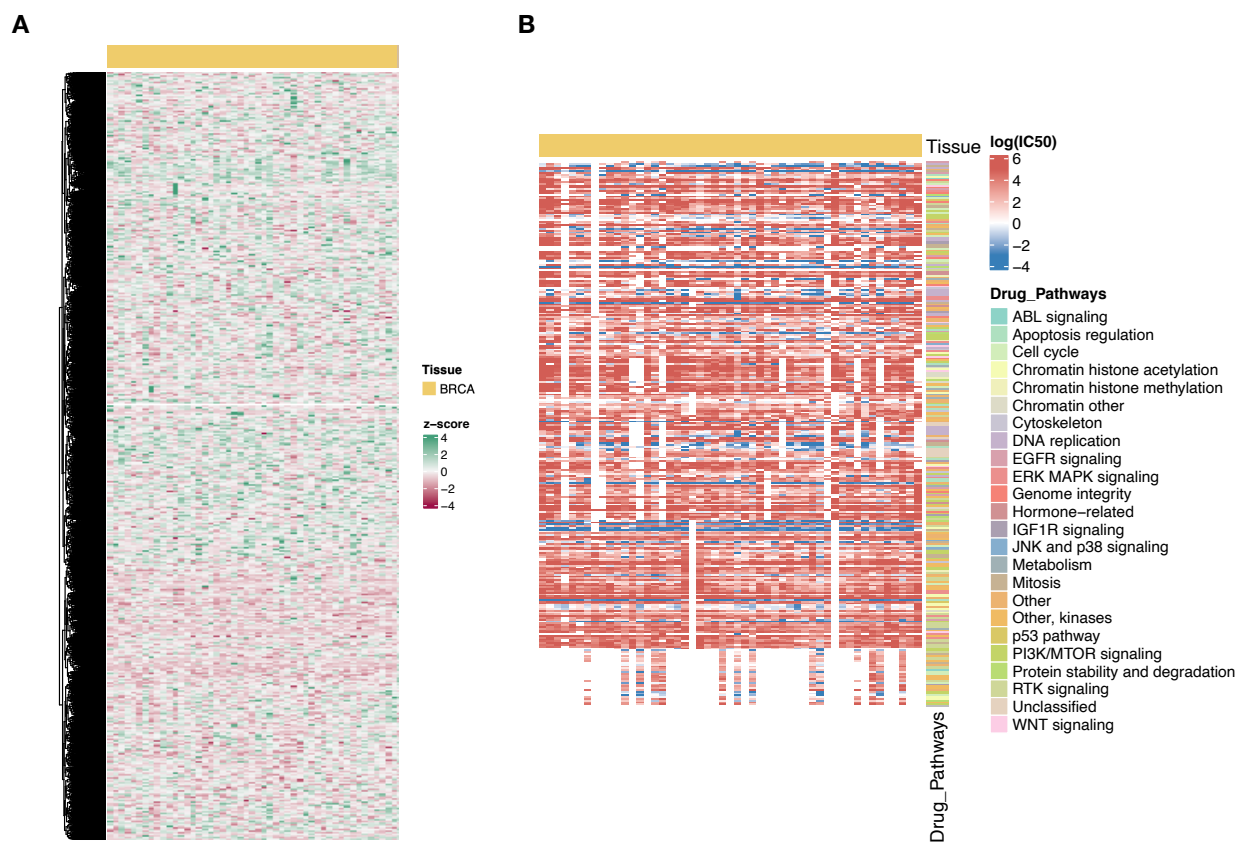 A
B
Tissue
BRCA
z−score
4
2
0
−2
−4
Tissue
log(IC50)
6
4
2
0
−2
−4
Drug_Pathways
ABL signaling
Apoptosis regulation
Cell cycle
Chromatin histone acetylation
Chromatin histone methylation
Chromatin other
Cytoskeleton
DNA replication
EGFR signaling
ERK MAPK signaling
Genome integrity
Hormone−related
IGF1R signaling
JNK and p38 signaling
Metabolism
Mitosis
Other
Other, kinases
p53 pathway
PI3K/MTOR signaling
Protein stability and degradation
RTK signaling
Unclassified
WNT signaling
Drug_Pathways